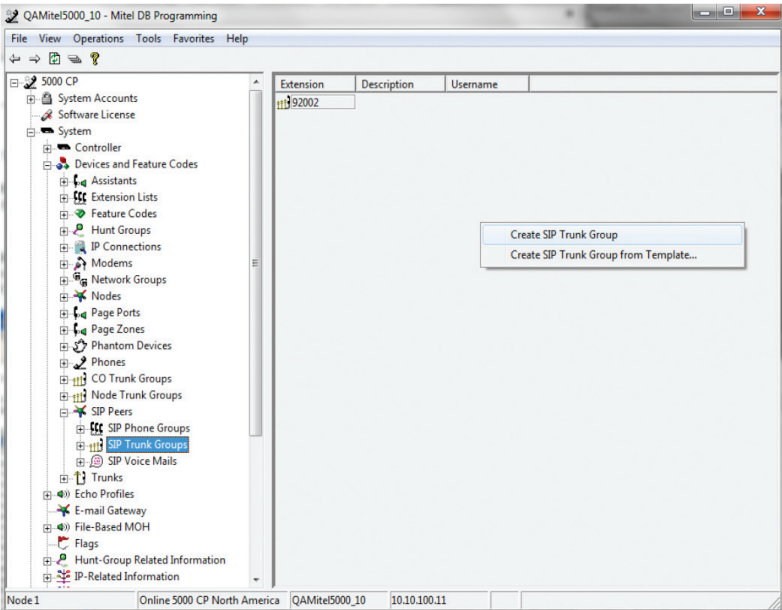 QAMitel5000_10 - Mitel DB Programming
File View Operations Tools Favorites Help
5000 CP
System Accounts
Software License
System
Controller
Devices and Feature Codes
Assistants
Extension Lists
Feature Codes
Hunt Groups
IP Connections
Modems
Network Groups
Nodes
Page Ports
Page Zones
Phantom Devices
Phones
CO Trunk Groups
Node Trunk Groups
SIP Peers
SIP Phone Groups
SIP Trunk Groups
SIP Voice Mails
Trunks
Echo Profiles
E-mail Gateway
File-Based MOH
Flags
Hunt-Group Related Information
IP-Related Information
Extension Description Username
92002
Create SIP Trunk Group
Create SIP Trunk Group from Template...
Node 1 Online 5000 CP North America QAMitel5000_10 10.10.100.11